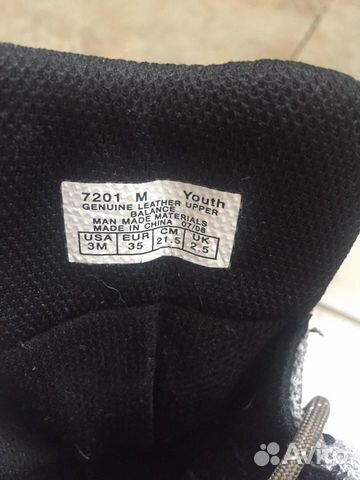 7201 M Youth
GENUINE LEATHER UPPER
BALANCE
MAN MADE MATERIALS
MADE IN CHINA 07/08
USA EUR CM UK
3M 35 21.5 2.5
Avito